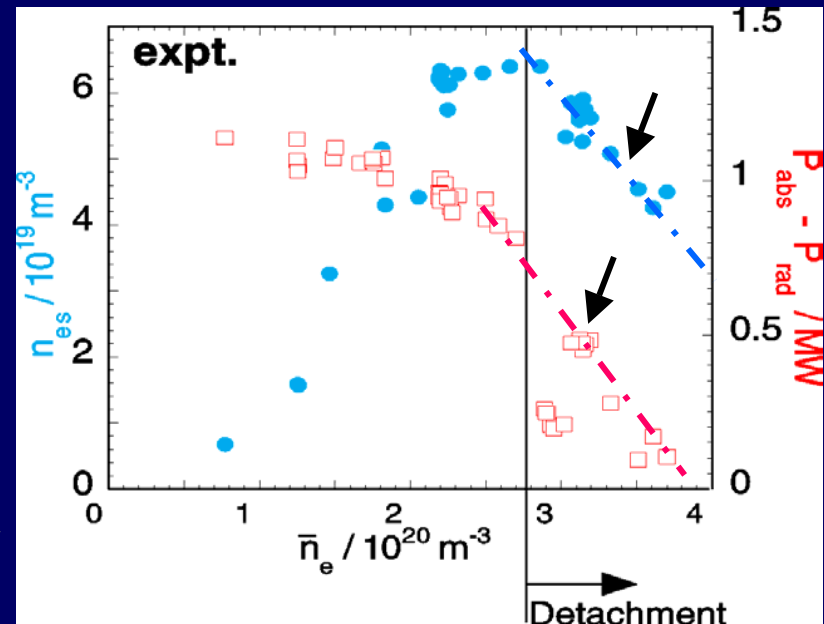 expt.
n_es / 10^19 m^-3
6
4
2
0
0
1
2
3
4
n̄_e / 10^20 m^-3
Detachment
1.5
1
0.5
0
P_abs - P_rad / MW